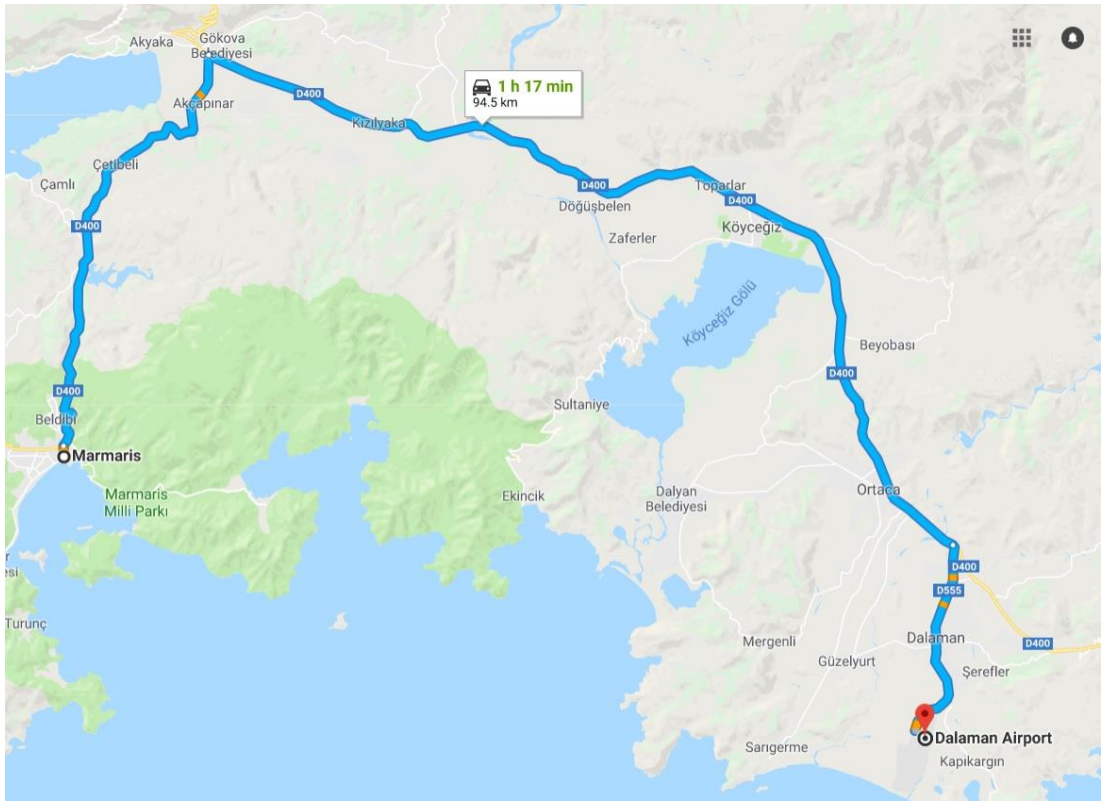 Akyaka
Gökova
Belediyesi
1 h 17 min
94.5 km
D400
Akçapınar
Kızılyaka
Çetibeli
Çamlı
D400
Toparlar
D400
Döğüşbelen
D400
Köyceğiz
Zaferler
Köyceğiz Gölü
Beyobası
D400
D400
Beldibi
Sultaniye
Marmaris
Marmaris
Milli Parkı
Ekincik
Dalyan
Belediyesi
Ortaca
D400
D555
r
esi
Turunç
Mergenli
Dalaman
D400
Güzelyurt
Şerefler
Sarıgerme
Dalaman Airport
Kapıkargın